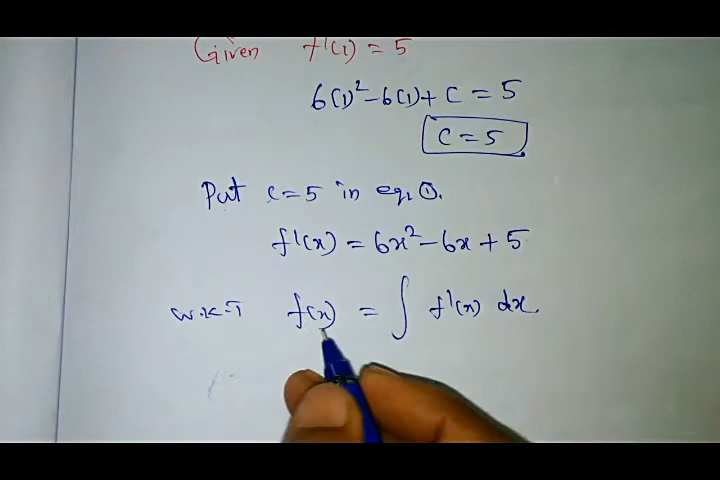 Given f'(1) = 5
6(1)² - 6(1) + C = 5
C = 5
Put c = 5 in eq ①.
f'(x) = 6x² - 6x + 5
W.K.T f(x) = ∫ f'(x) dx.